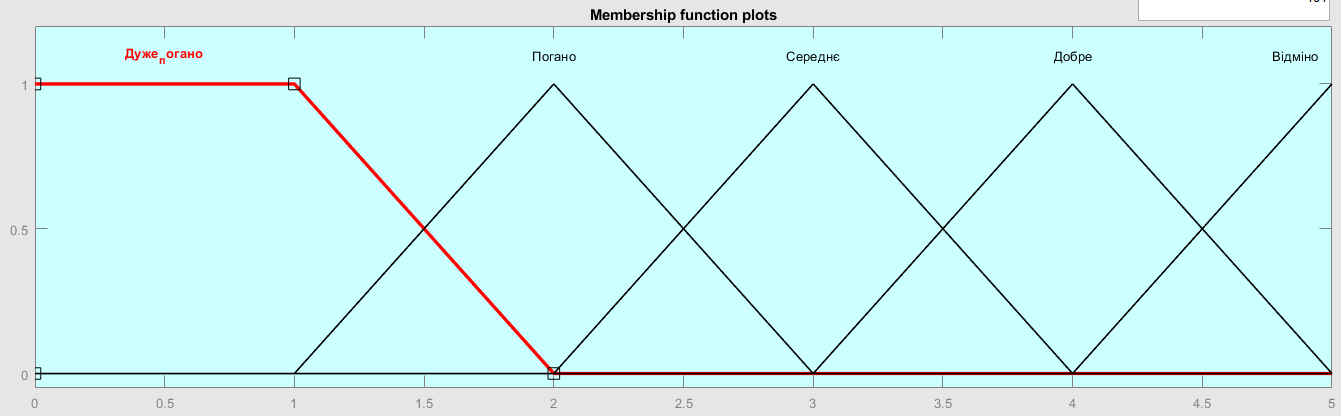 Membership function plots
Дуже_погано Погано Середнє Добре Відміно
1
0.5
0
0 0.5 1 1.5 2 2.5 3 3.5 4 4.5 5